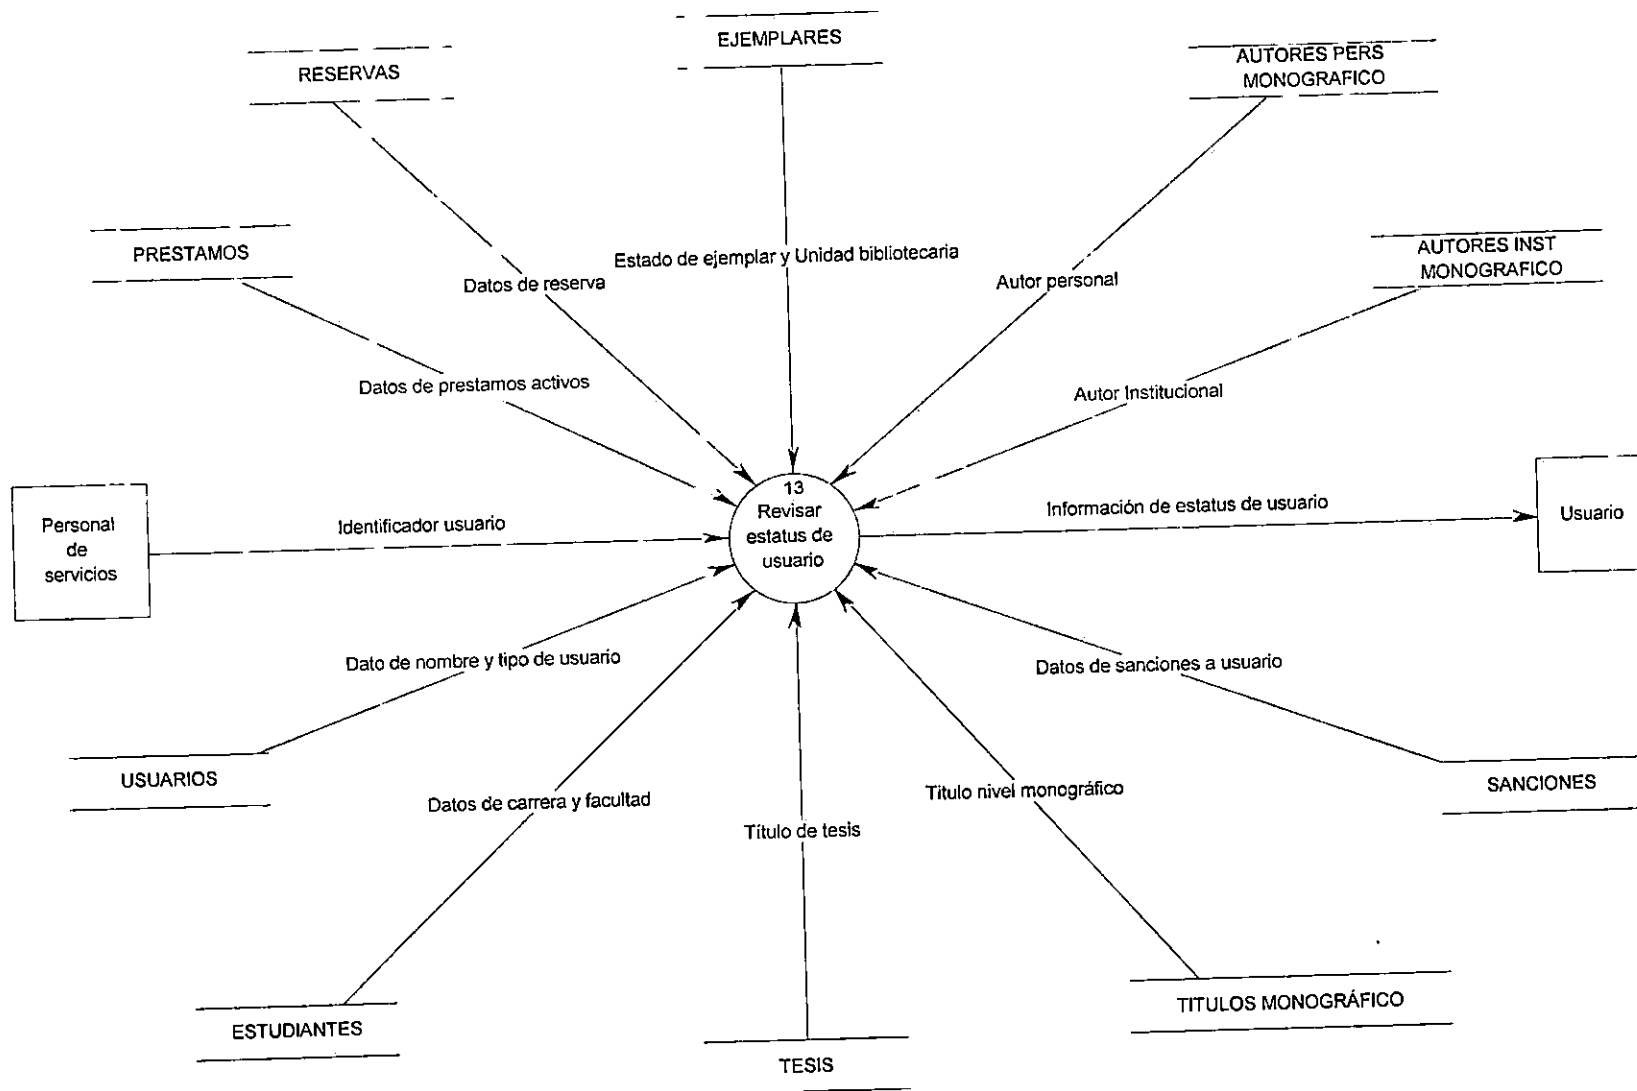 EJEMPLARES
RESERVAS
AUTORES PERS
MONOGRAFICO
PRESTAMOS
AUTORES INST
MONOGRAFICO
Estado de ejemplar y Unidad bibliotecaria
Datos de reserva
Autor personal
Datos de prestamos activos
Autor Institucional
Personal
de
servicios
Identificador usuario
13
Revisar
estatus de
usuario
Información de estatus de usuario
Usuario
Dato de nombre y tipo de usuario
Datos de sanciones a usuario
USUARIOS
SANCIONES
Datos de carrera y facultad
Título de tesis
Titulo nivel monográfico
ESTUDIANTES
TESIS
TITULOS MONOGRÁFICO